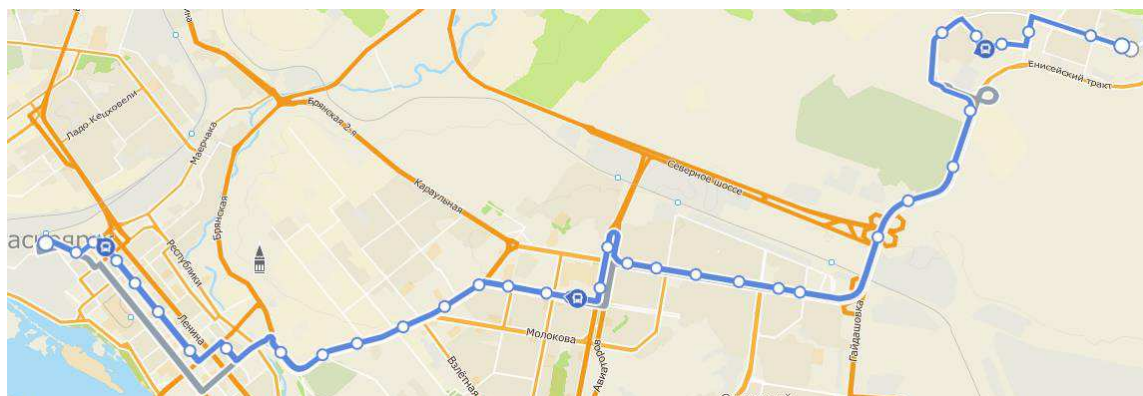 Енисейский тракт
Брянская 2-я
Ладо Кецховели
Маерчака
Северное шоссе
Караульная
Брянская
Республики
Ленина
Молокова
Взлётная
Авиаторов
Гайдашовка